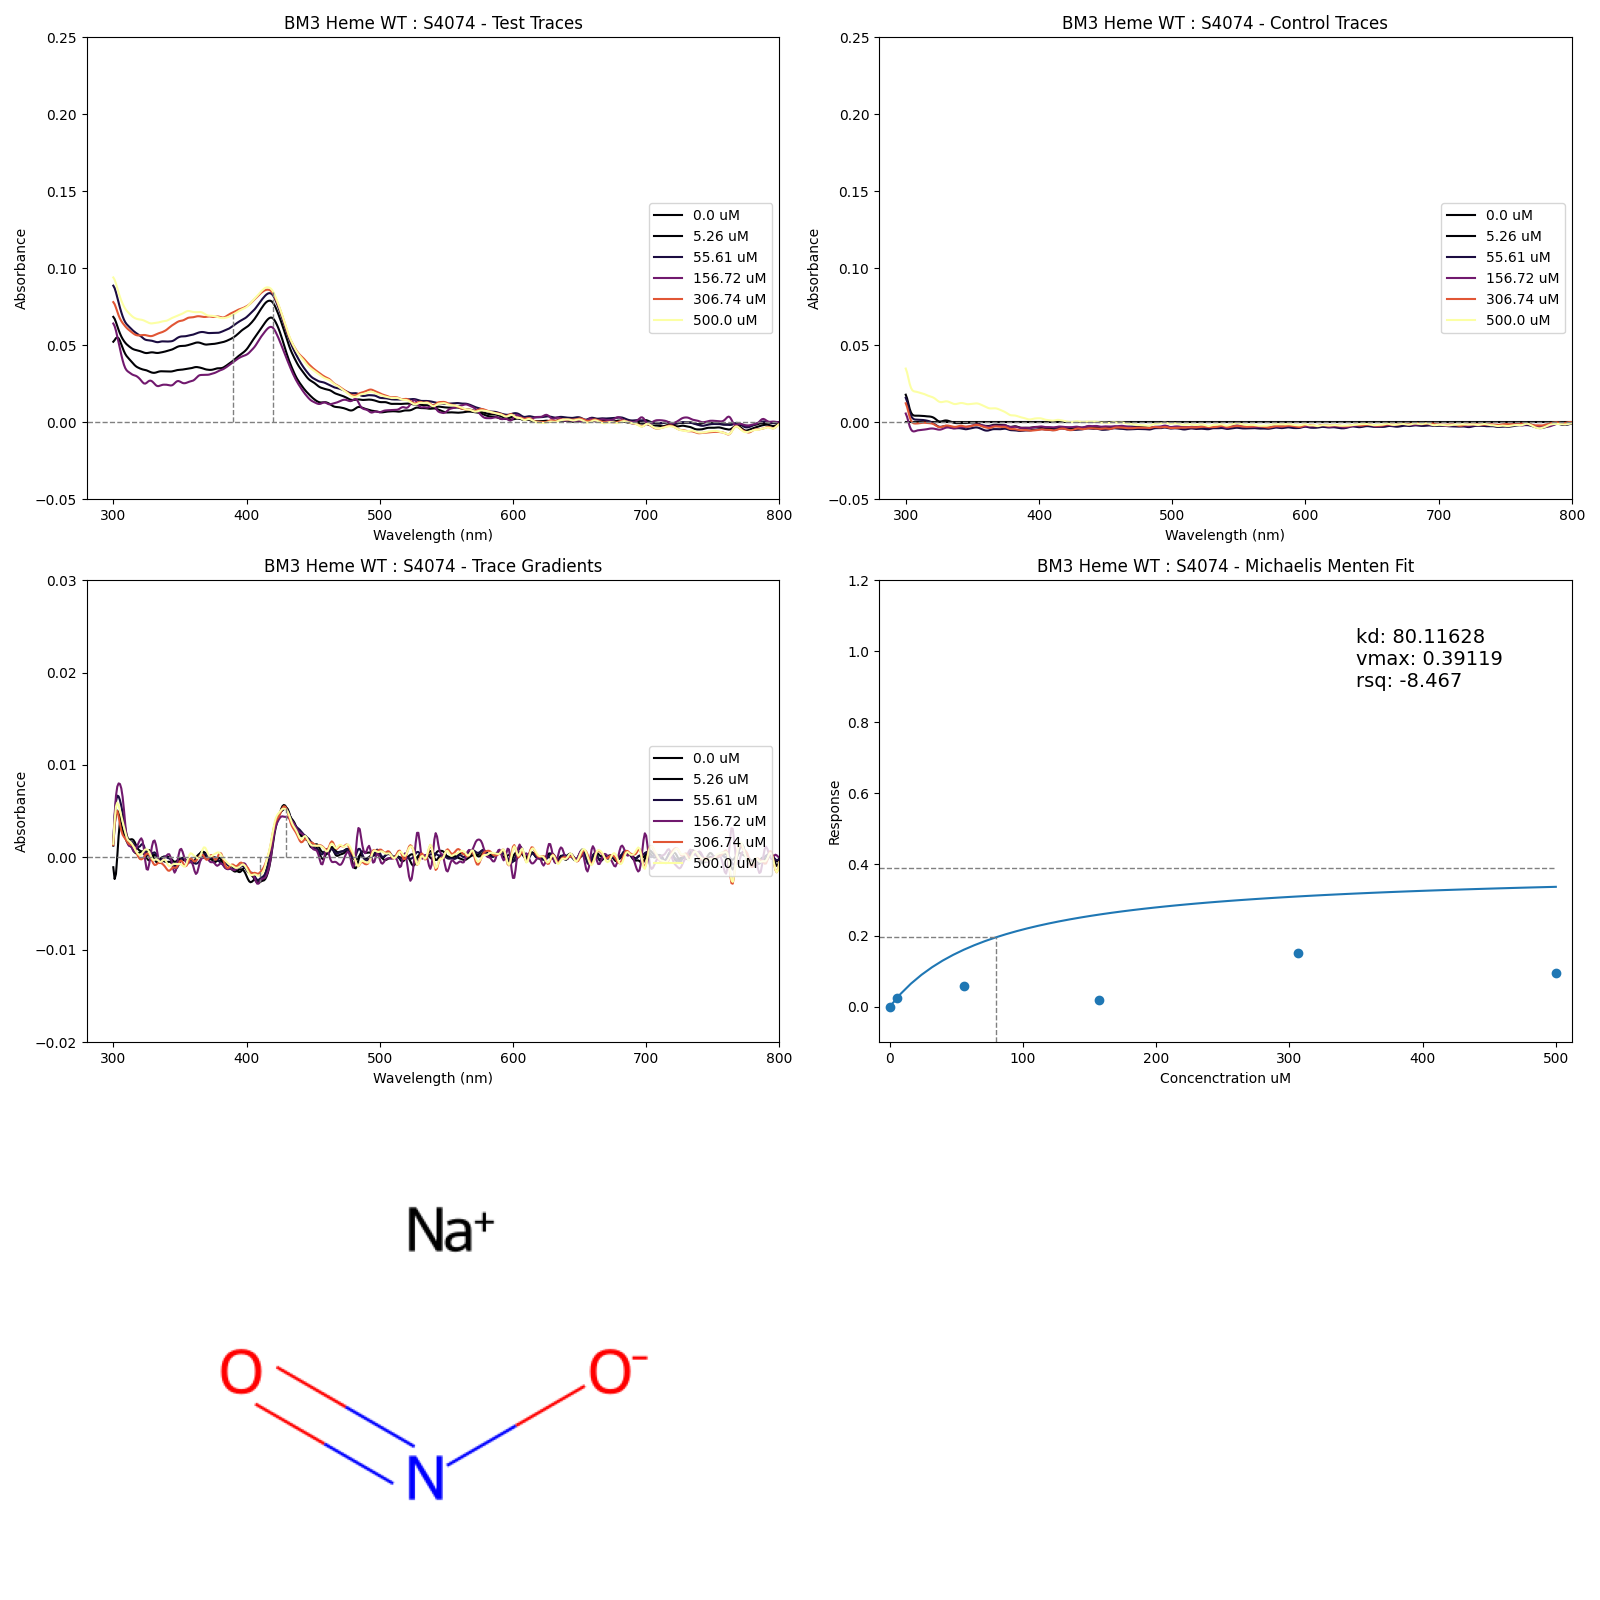 BM3 Heme WT : S4074 - Test Traces
Absorbance
0.25
0.20
0.15
0.10
0.05
0.00
−0.05
300 400 500 600 700 800
Wavelength (nm)
0.0 uM
5.26 uM
55.61 uM
156.72 uM
306.74 uM
500.0 uM
BM3 Heme WT : S4074 - Control Traces
Absorbance
0.25
0.20
0.15
0.10
0.05
0.00
−0.05
300 400 500 600 700 800
Wavelength (nm)
0.0 uM
5.26 uM
55.61 uM
156.72 uM
306.74 uM
500.0 uM
BM3 Heme WT : S4074 - Trace Gradients
Absorbance
0.03
0.02
0.01
0.00
−0.01
−0.02
300 400 500 600 700 800
Wavelength (nm)
0.0 uM
5.26 uM
55.61 uM
156.72 uM
306.74 uM
500.0 uM
BM3 Heme WT : S4074 - Michaelis Menten Fit
Response
1.2
1.0
0.8
0.6
0.4
0.2
0.0
0 100 200 300 400 500
Concenctration uM
kd: 80.11628
vmax: 0.39119
rsq: -8.467
Na+
O O−
N